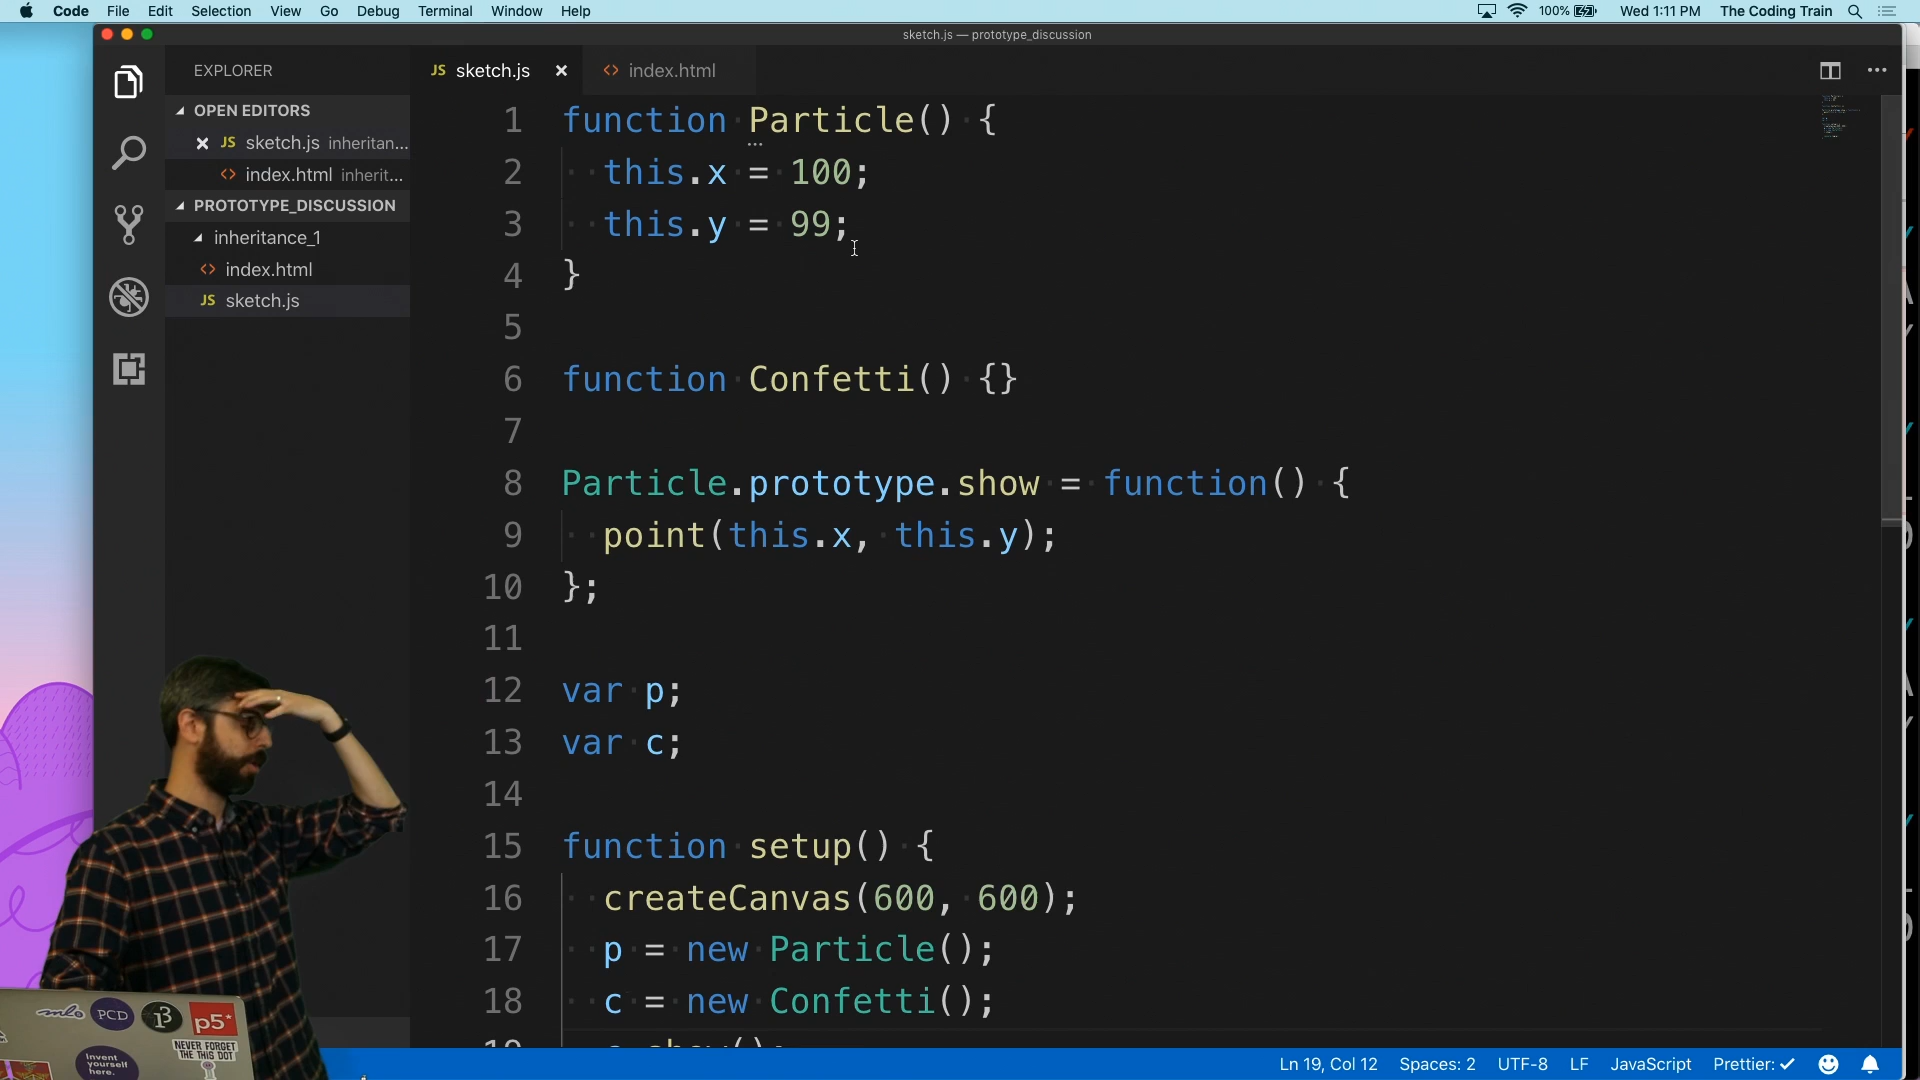 Code File Edit Selection View Go Debug Terminal Window Help 100% Wed 1:11 PM The Coding Train
sketch.js — prototype_discussion
EXPLORER
JS sketch.js
index.html
OPEN EDITORS
JS sketch.js inheritan...
index.html inherit...
PROTOTYPE_DISCUSSION
inheritance_1
index.html
JS sketch.js
1 function Particle() {
2 this.x = 100;
3 this.y = 99;
4 }
5
6 function Confetti() {}
7
8 Particle.prototype.show = function() {
9 point(this.x, this.y);
10 };
11
12 var p;
13 var c;
14
15 function setup() {
16 createCanvas(600, 600);
17 p = new Particle();
18 c = new Confetti();
mlo
PCD
p5*
NEVER FORGET
THE THIS DOT
Invent
yourself
here.
Ln 19, Col 12 Spaces: 2 UTF-8 LF JavaScript Prettier: ✓